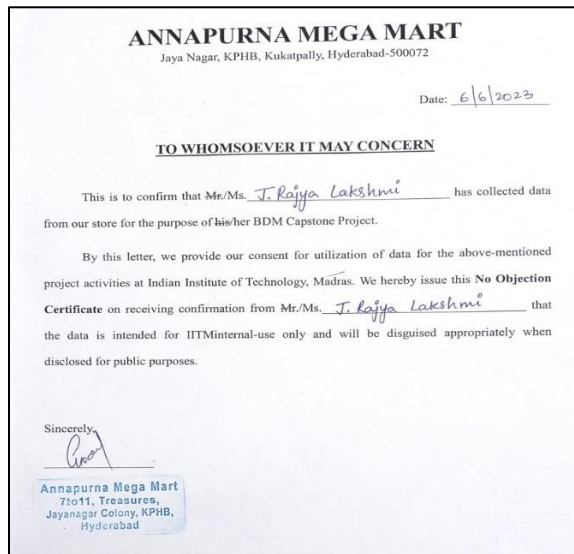 ANNAPURNA MEGA MART
Jaya Nagar, KPHB, Kukatpally, Hyderabad-500072
Date: 6/6/2023
TO WHOMSOEVER IT MAY CONCERN
This is to confirm that Mr./Ms. J. Rajya Lakshmi has collected data
from our store for the purpose of his/her BDM Capstone Project.
By this letter, we provide our consent for utilization of data for the above-mentioned
project activities at Indian Institute of Technology, Madras. We hereby issue this No Objection
Certificate on receiving confirmation from Mr./Ms. J. Rajya Lakshmi that
the data is intended for IITMinternal-use only and will be disguised appropriately when
disclosed for public purposes.
Sincerely,
Annapurna Mega Mart
7to11, Treasures,
Jayanagar Colony, KPHB,
Hyderabad